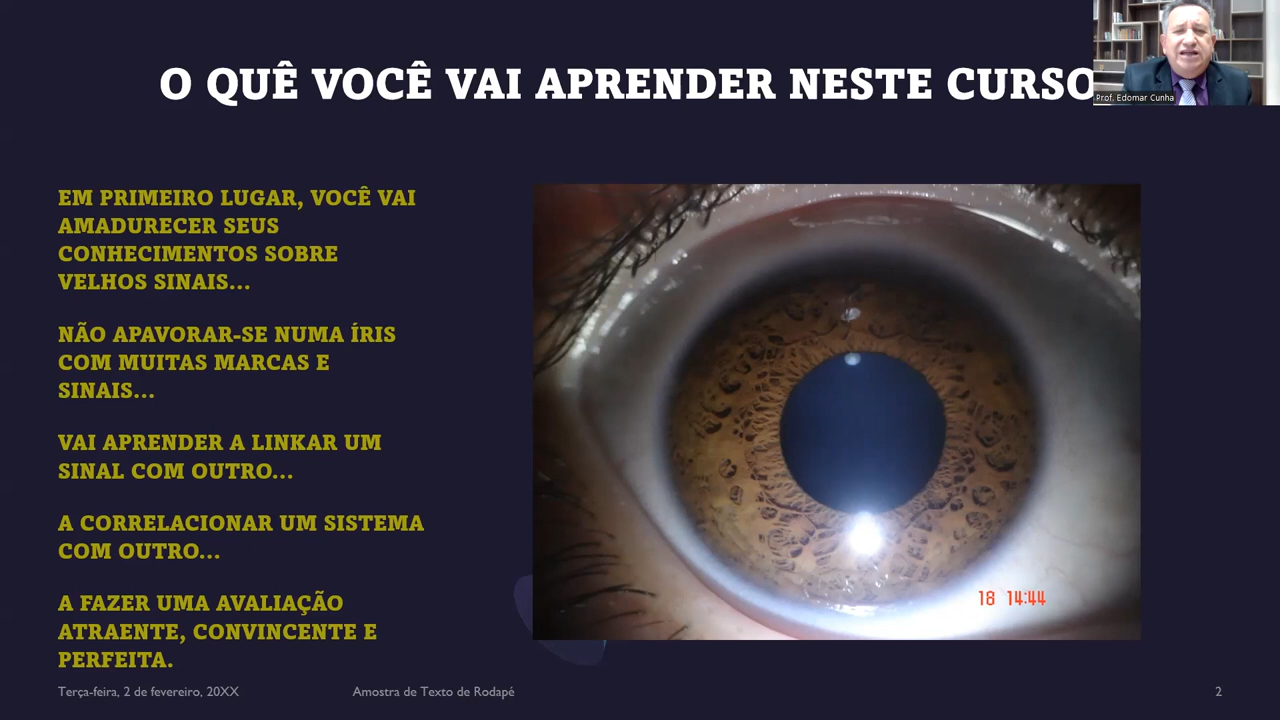 O QUÊ VOCÊ VAI APRENDER NESTE CURSO
Prof. Edomar Cunha
EM PRIMEIRO LUGAR, VOCÊ VAI
AMADURECER SEUS
CONHECIMENTOS SOBRE
VELHOS SINAIS...
NÃO APAVORAR-SE NUMA ÍRIS
COM MUITAS MARCAS E
SINAIS...
VAI APRENDER A LINKAR UM
SINAL COM OUTRO...
A CORRELACIONAR UM SISTEMA
COM OUTRO...
A FAZER UMA AVALIAÇÃO
ATRAENTE, CONVINCENTE E
PERFEITA.
18 14:44
Terça-feira, 2 de fevereiro, 20XX
Amostra de Texto de Rodapé
2